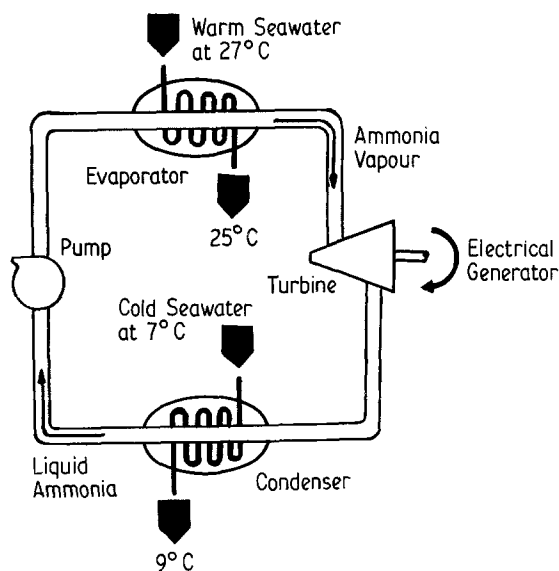 Warm Seawater
at 27°C
Evaporator
Ammonia
Vapour
25°C
Pump
Turbine
Electrical
Generator
Cold Seawater
at 7°C
Liquid
Ammonia
Condenser
9°C